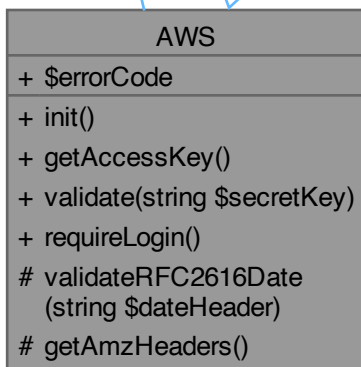 AWS
+ $errorCode
+ init()
+ getAccessKey()
+ validate(string $secretKey)
+ requireLogin()
# validateRFC2616Date
(string $dateHeader)
# getAmzHeaders()